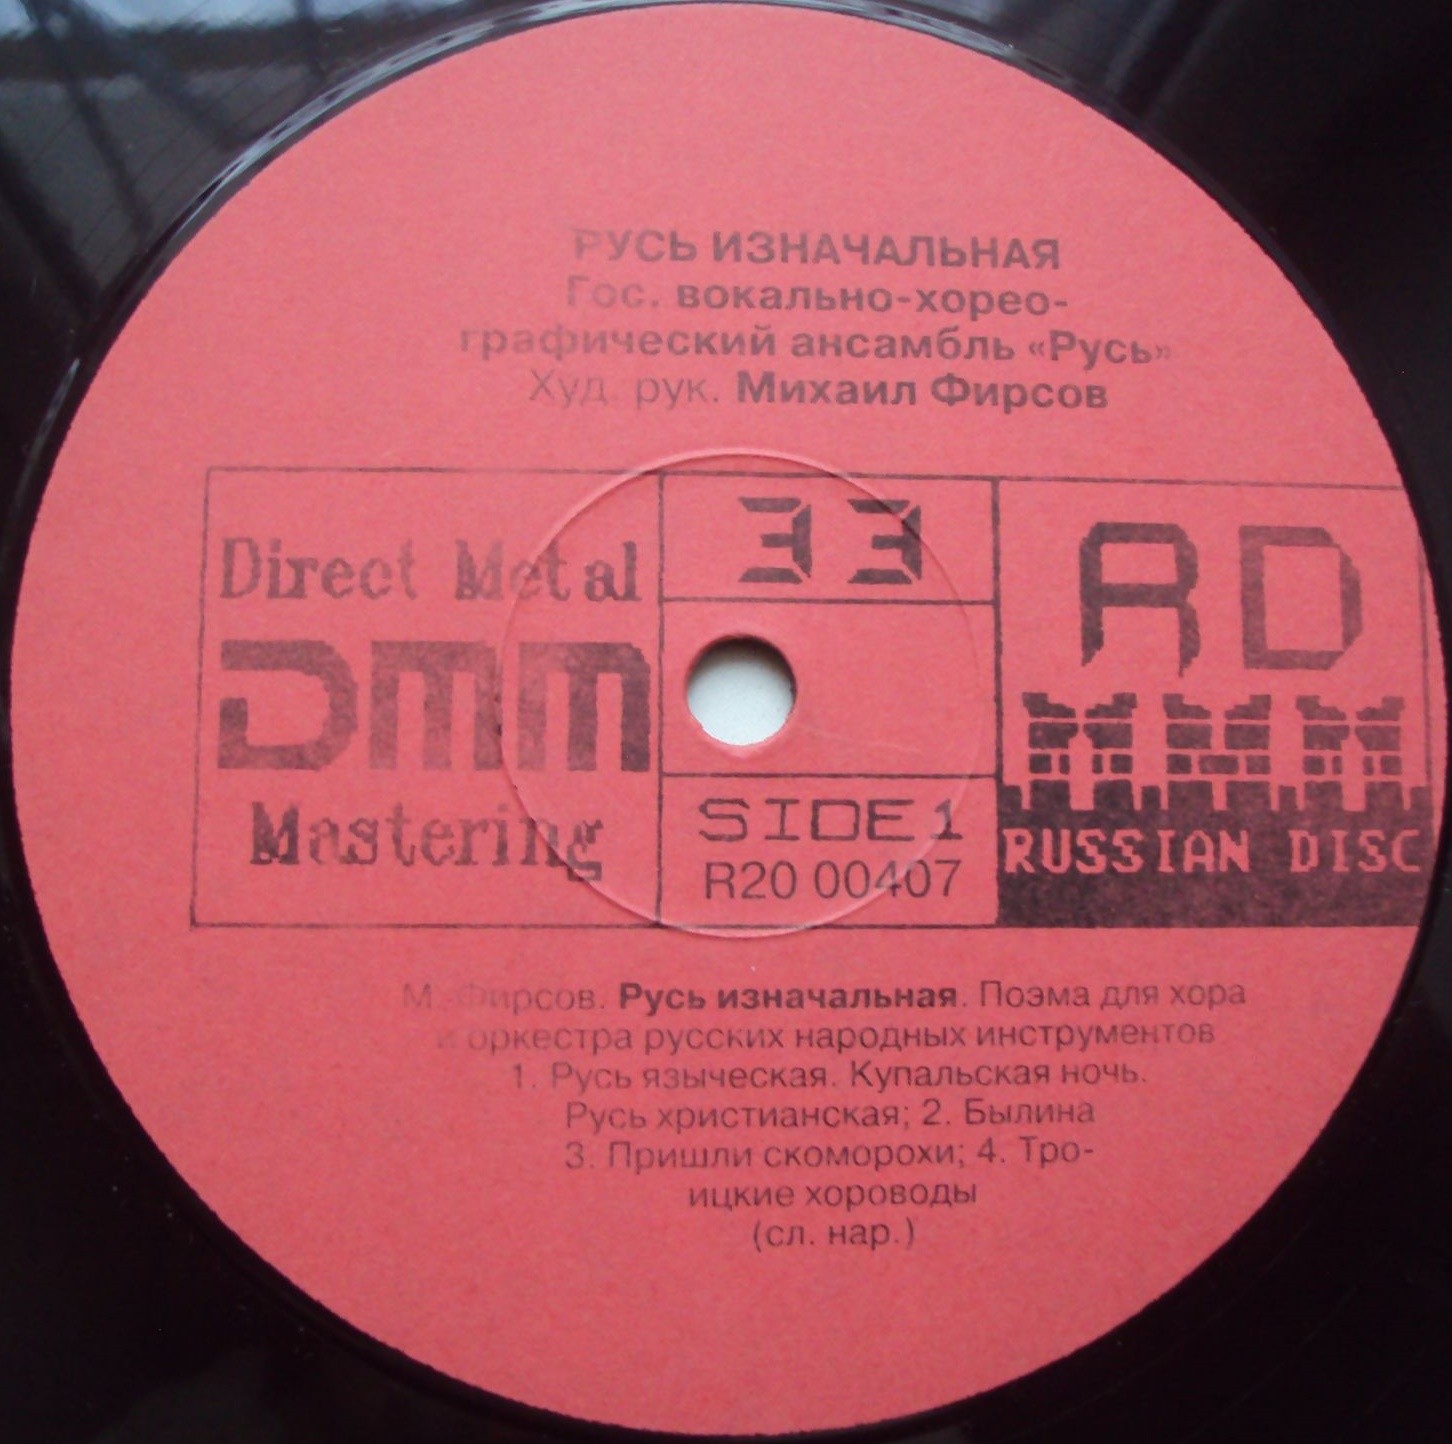 РУСЬ ИЗНАЧАЛЬНАЯ
Гос. вокально-хорео-
графический ансамбль «Русь»
Худ. рук. Михаил Фирсов
Direct Metal
DMM
Mastering
33
SIDE 1
R20 00407
RD
RUSSIAN DISC
М. Фирсов. Русь изначальная. Поэма для хора
и оркестра русских народных инструментов
1. Русь языческая. Купальская ночь.
Русь христианская; 2. Былина
3. Пришли скоморохи; 4. Тро-
ицкие хороводы
(сл. нар.)